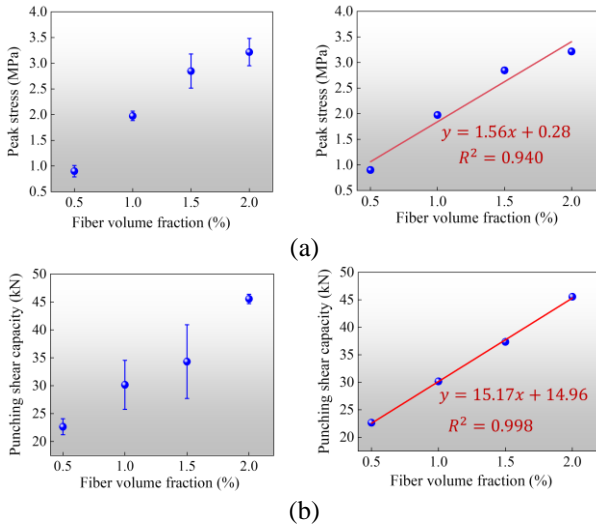 4.0
3.5
3.0
2.5
2.0
1.5
1.0
0.5
Peak stress (MPa)
0.5 1.0 1.5 2.0
Fiber volume fraction (%)
4.0
3.5
3.0
2.5
2.0
1.5
1.0
0.5
Peak stress (MPa)
y = 1.56x + 0.28
R² = 0.940
0.5 1.0 1.5 2.0
Fiber volume fraction (%)
(a)
50
45
40
35
30
25
20
Punching shear capacity (kN)
0.5 1.0 1.5 2.0
Fiber volume fraction (%)
50
45
40
35
30
25
20
Punching shear capacity (kN)
y = 15.17x + 14.96
R² = 0.998
0.5 1.0 1.5 2.0
Fiber volume fraction (%)
(b)